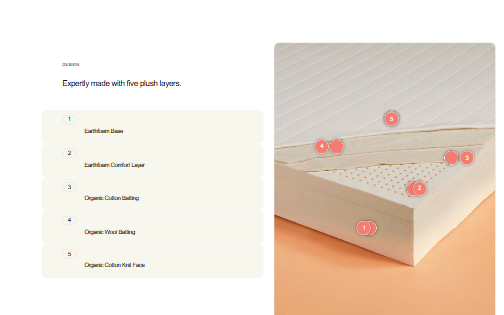 DESIGN
Expertly made with five plush layers.
1
Earthfoam Base
2
Earthfoam Comfort Layer
3
Organic Cotton Batting
4
Organic Wool Batting
5
Organic Cotton Knit Face
5
4
3
2
1